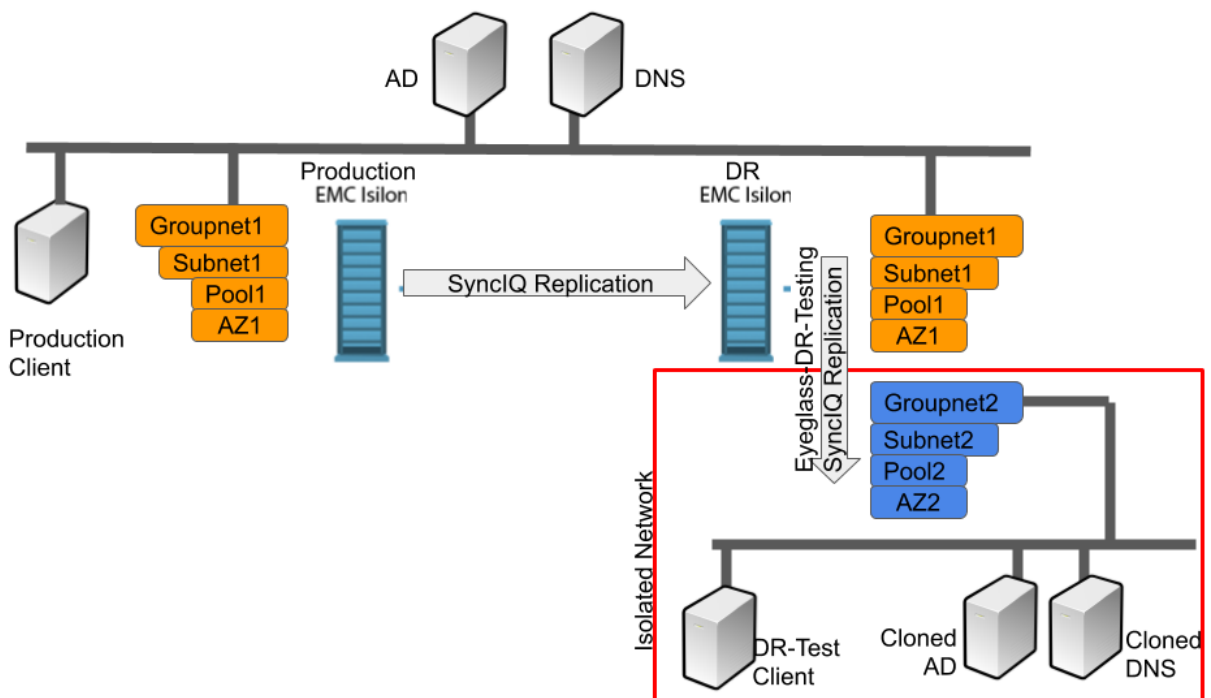 AD
DNS
Production
EMC Isilon
DR
EMC Isilon
Groupnet1
Subnet1
Pool1
AZ1
SyncIQ Replication
Groupnet1
Subnet1
Pool1
AZ1
Production
Client
Eyeglass-DR-Testing
SyncIQ Replication
Groupnet2
Subnet2
Pool2
AZ2
Isolated Network
DR-Test
Client
Cloned
AD
Cloned
DNS